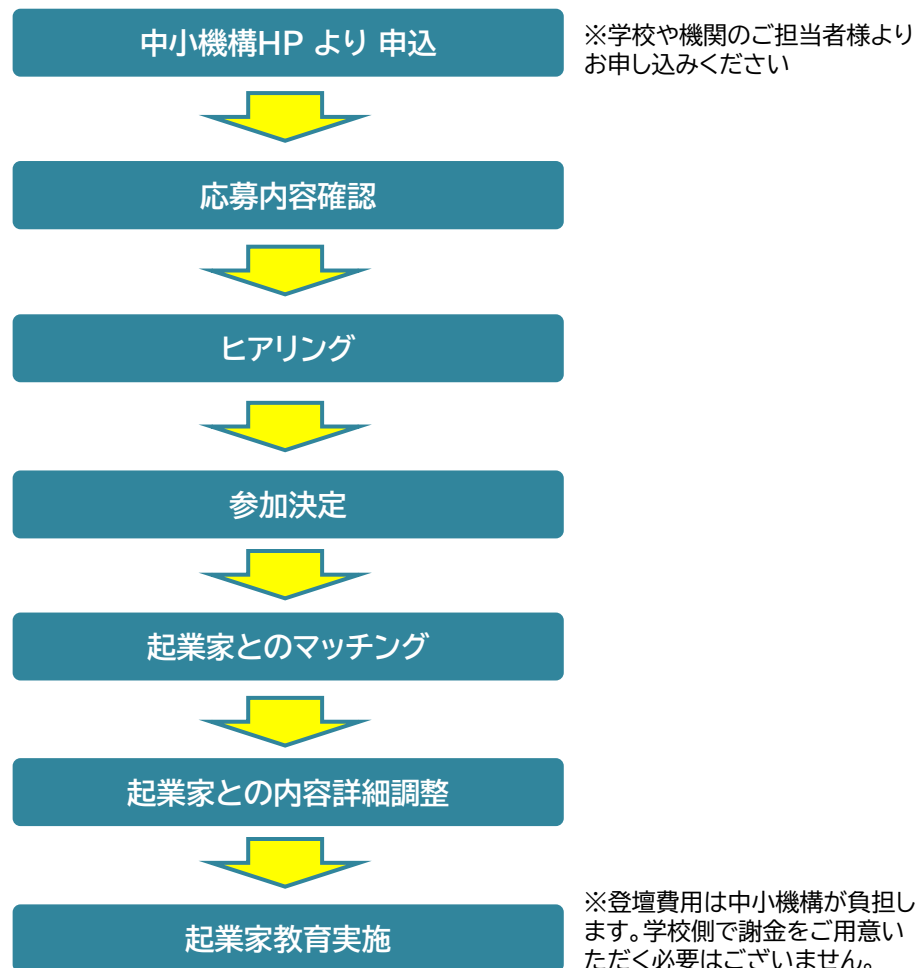 中小機構HP より 申込
※学校や機関のご担当者様より
お申し込みください
応募内容確認
ヒアリング
参加決定
起業家とのマッチング
起業家との内容詳細調整
起業家教育実施
※登壇費用は中小機構が負担し
ます。学校側で謝金をご用意い
ただく必要はございません。